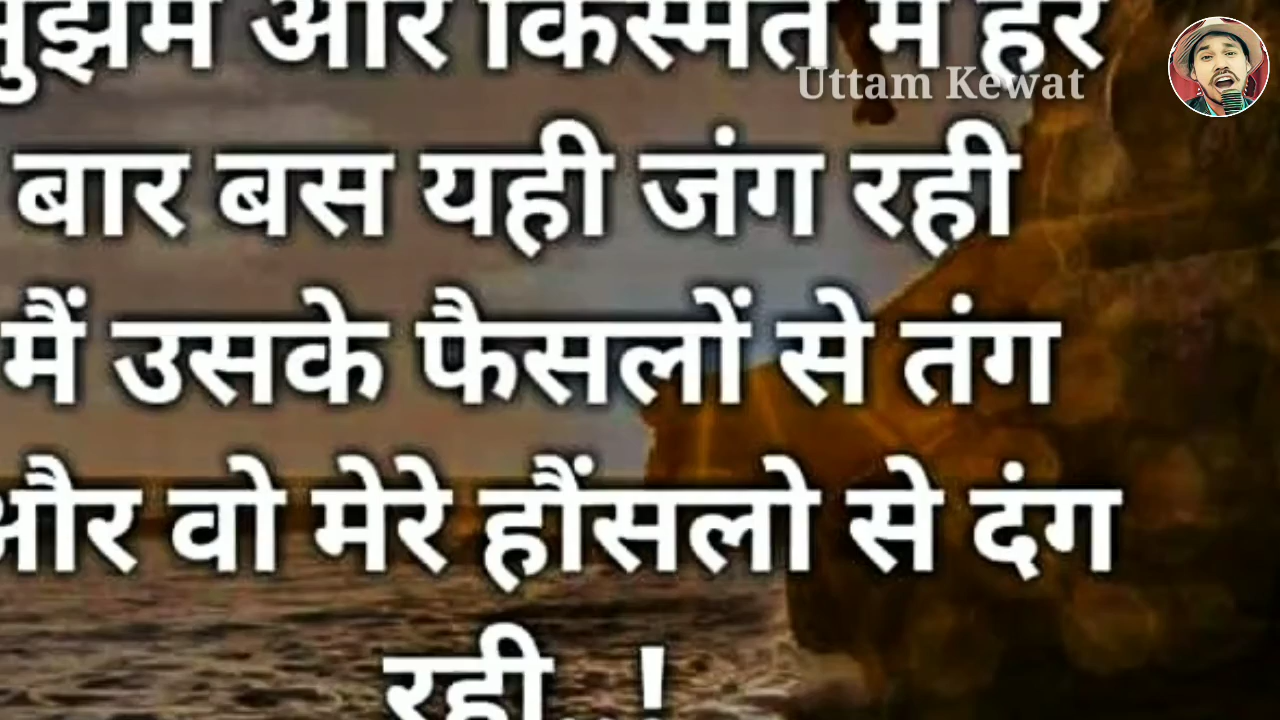 मुझमें और किस्मत में हर
Uttam Kewat
बार बस यही जंग रही
मैं उसके फैसलों से तंग
और वो मेरे हौंसलो से दंग
रही..!